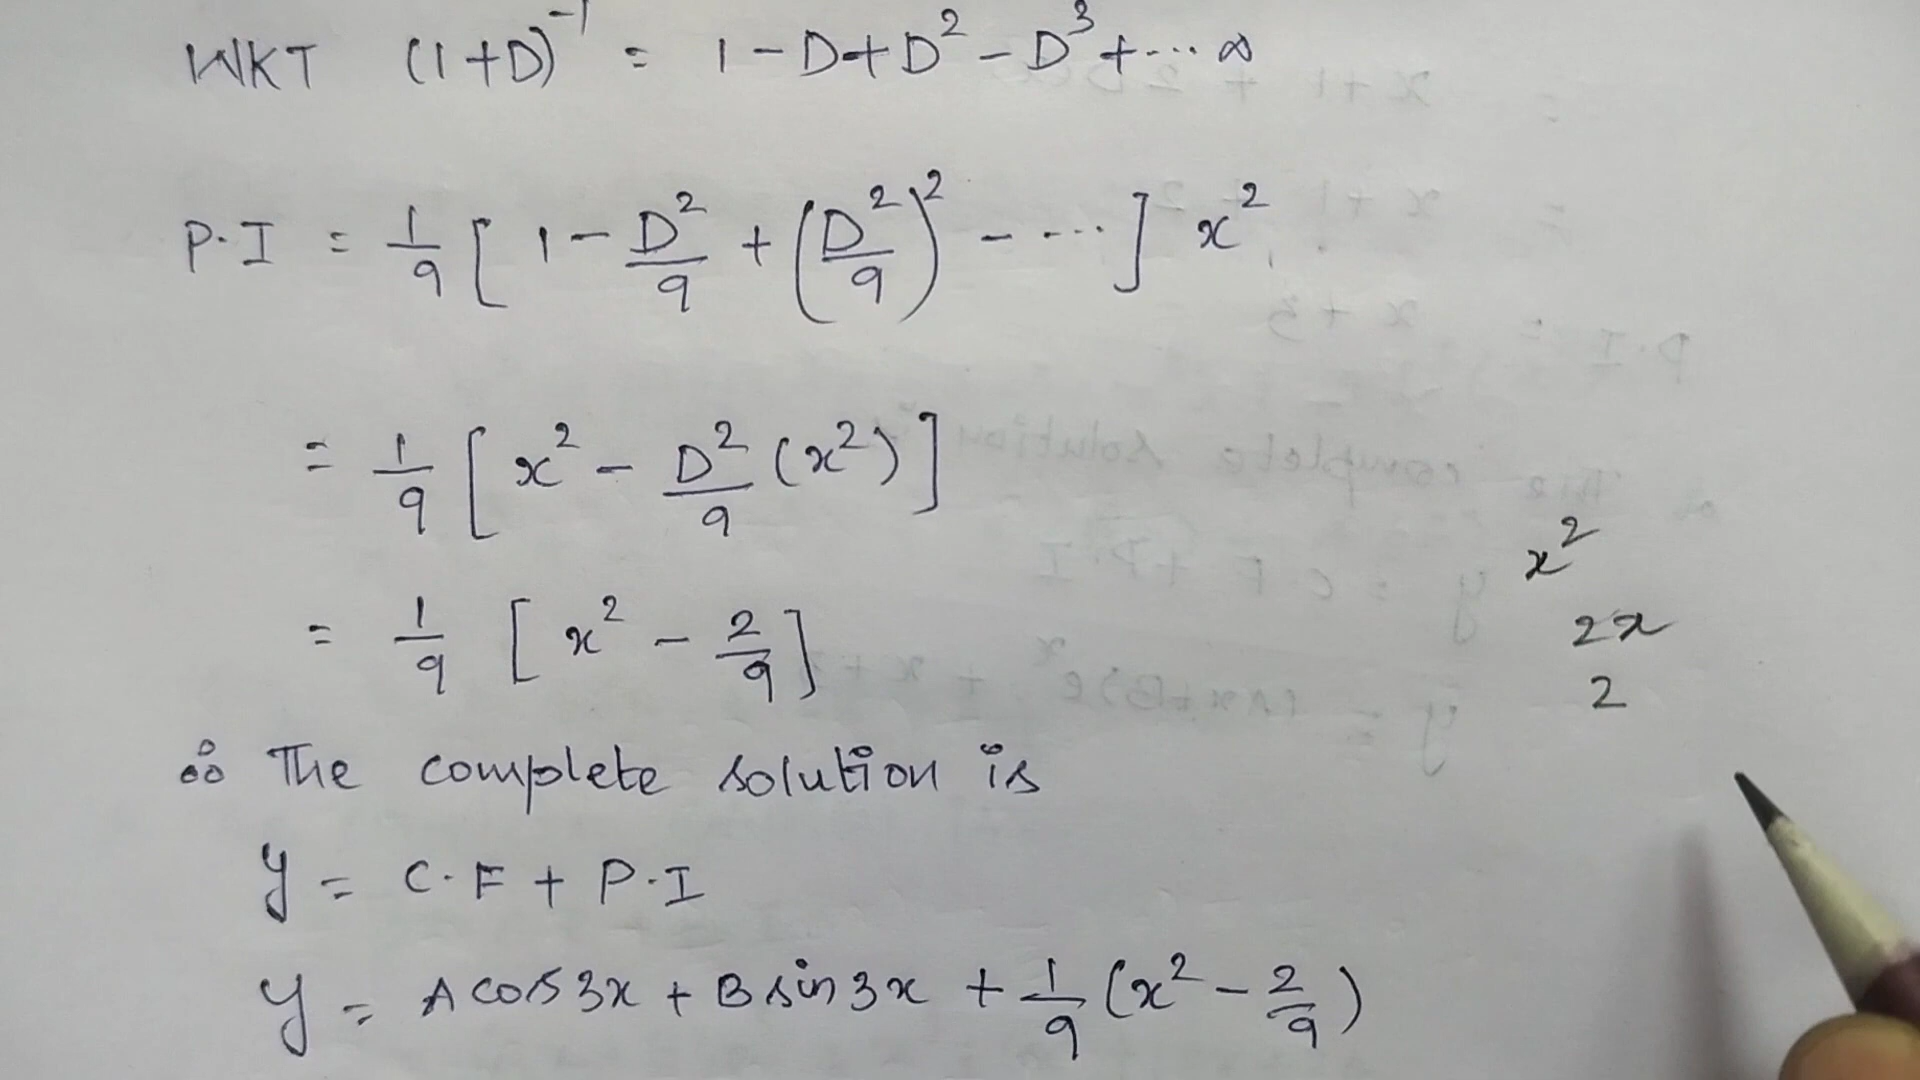 WKT (1+D)⁻¹ = 1 - D + D² - D³ + ... ∞
P.I = 1/9 [ 1 - D²/9 + (D²/9)² - .... ] x²
= 1/9 [ x² - D²/9 (x²) ]
= 1/9 [ x² - 2/9 ]
x²
2x
2
∴ The complete solution is
y = C.F + P.I
y = A cos 3x + B sin 3x + 1/9 (x² - 2/9)